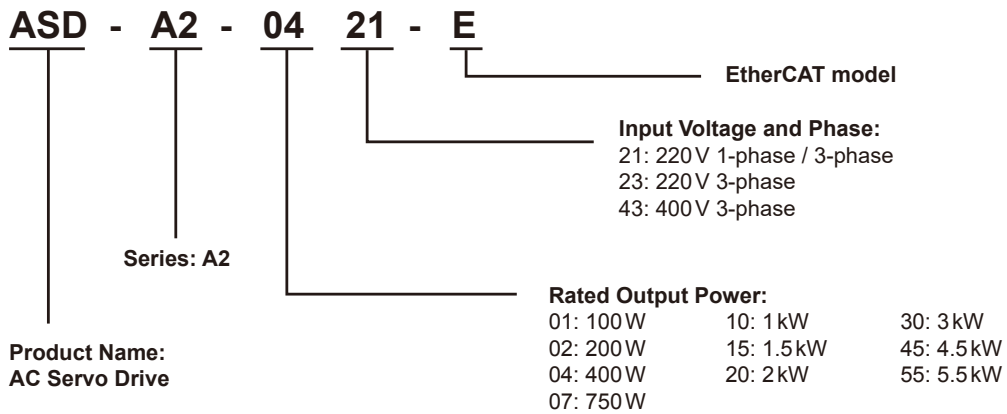 ASD - A2 - 04 21 - E
EtherCAT model
Input Voltage and Phase:
21: 220V 1-phase / 3-phase
23: 220V 3-phase
43: 400V 3-phase
Series: A2
Rated Output Power:
01: 100W 10: 1kW 30: 3kW
02: 200W 15: 1.5kW 45: 4.5kW
04: 400W 20: 2kW 55: 5.5kW
07: 750W
Product Name:
AC Servo Drive